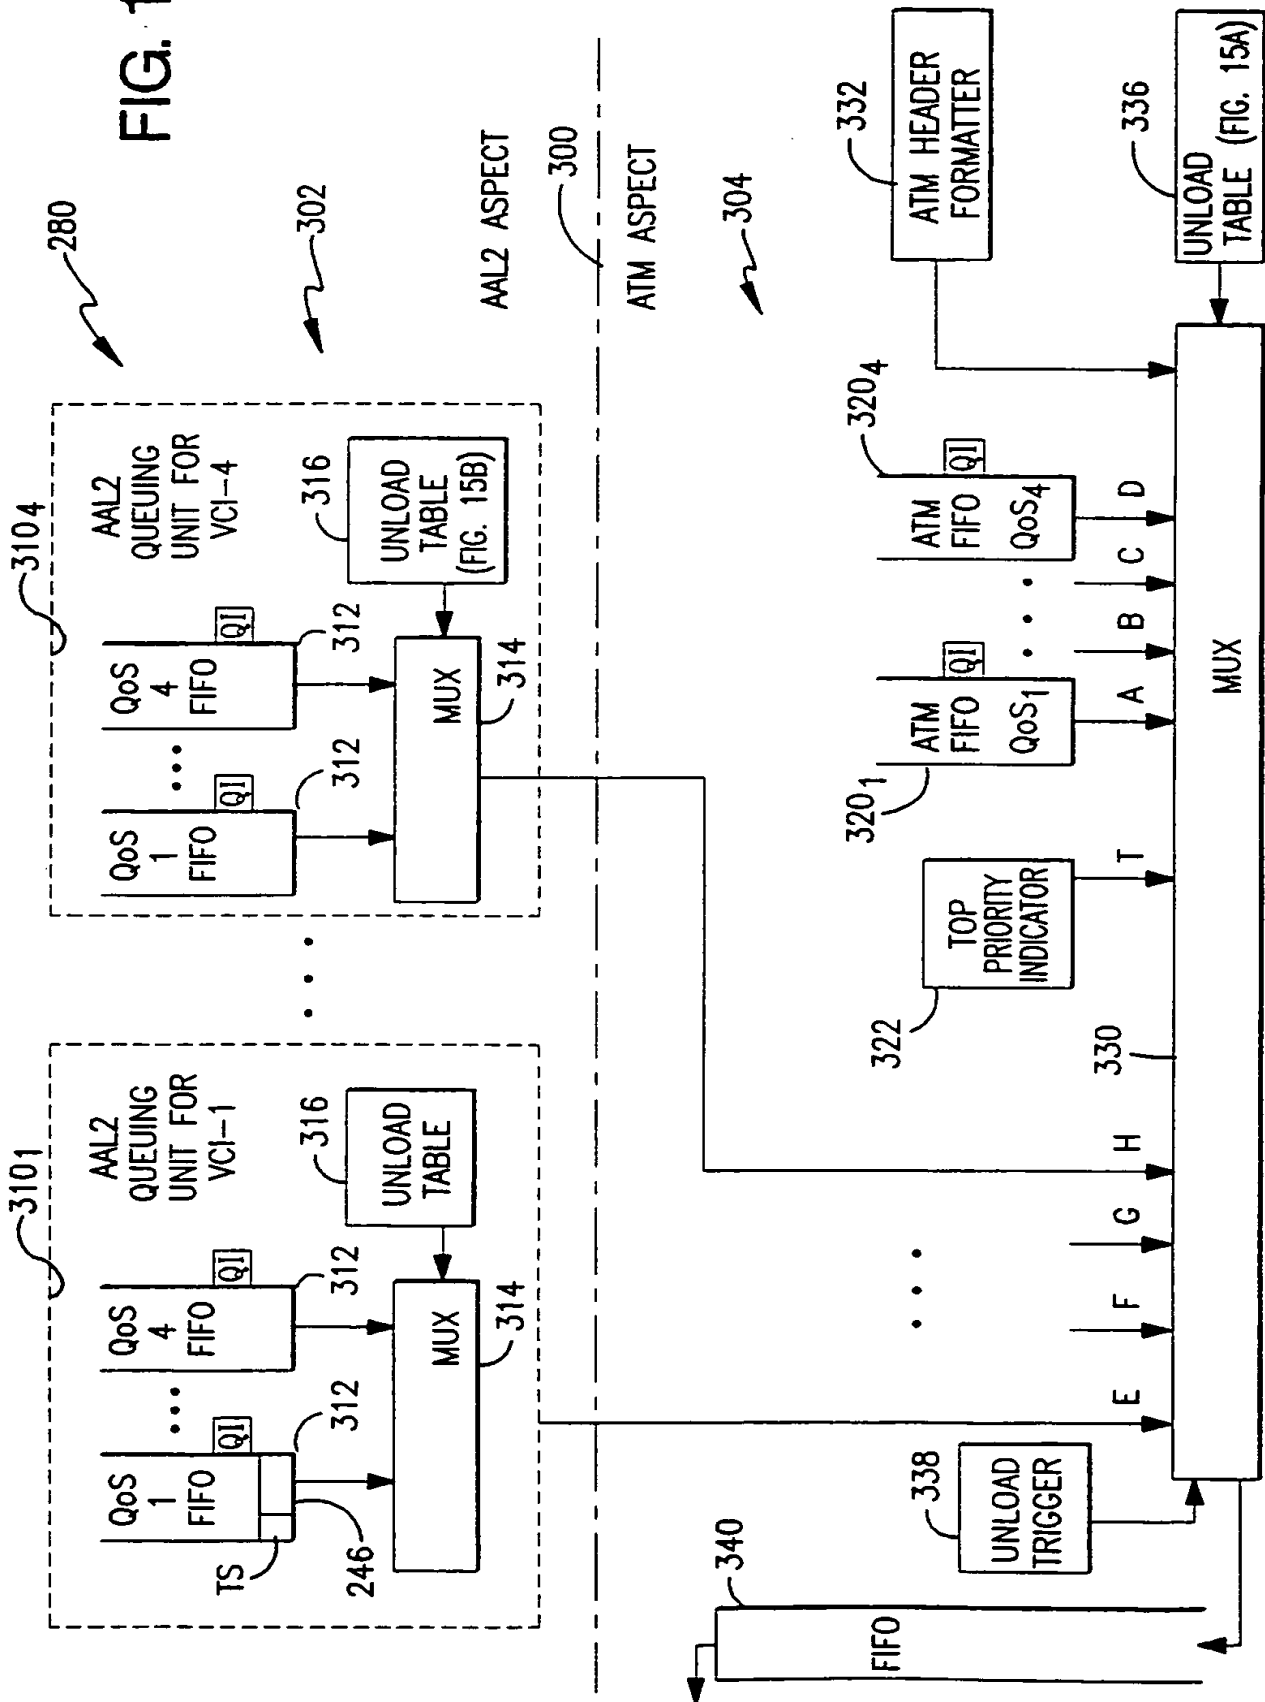 FIG. 1
280
302
3101
AAL2
QUEUING
UNIT FOR
VCI-1
QoS
1
FIFO
QI
TS
246
312
QoS
4
FIFO
QI
312
316
UNLOAD
TABLE
MUX
314
3104
AAL2
QUEUING
UNIT FOR
VCI-4
QoS
1
FIFO
QI
312
QoS
4
FIFO
QI
312
316
UNLOAD
TABLE
(FIG. 15B)
MUX
314
AAL2 ASPECT
300
ATM ASPECT
304
340
FIFO
338
UNLOAD
TRIGGER
E
F
G
H
330
322
TOP
PRIORITY
INDICATOR
T
3201
ATM
FIFO
QoS1
QI
A
B
C
3204
ATM
FIFO
QoS4
QI
D
332
ATM HEADER
FORMATTER
MUX
336
UNLOAD
TABLE (FIG. 15A)